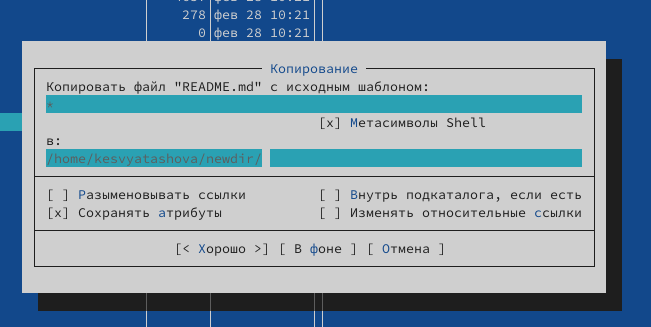 278 фев 28 10:21
0 фев 28 10:21
Копирование
Копировать файл "README.md" с исходным шаблоном:
*
[x] Метасимволы Shell
в:
/home/kesvyatashova/newdir/
[ ] Разыменовывать ссылки [ ] Внутрь подкаталога, если есть
[x] Сохранять атрибуты [ ] Изменять относительные ссылки
[< Хорошо >] [ В фоне ] [ Отмена ]